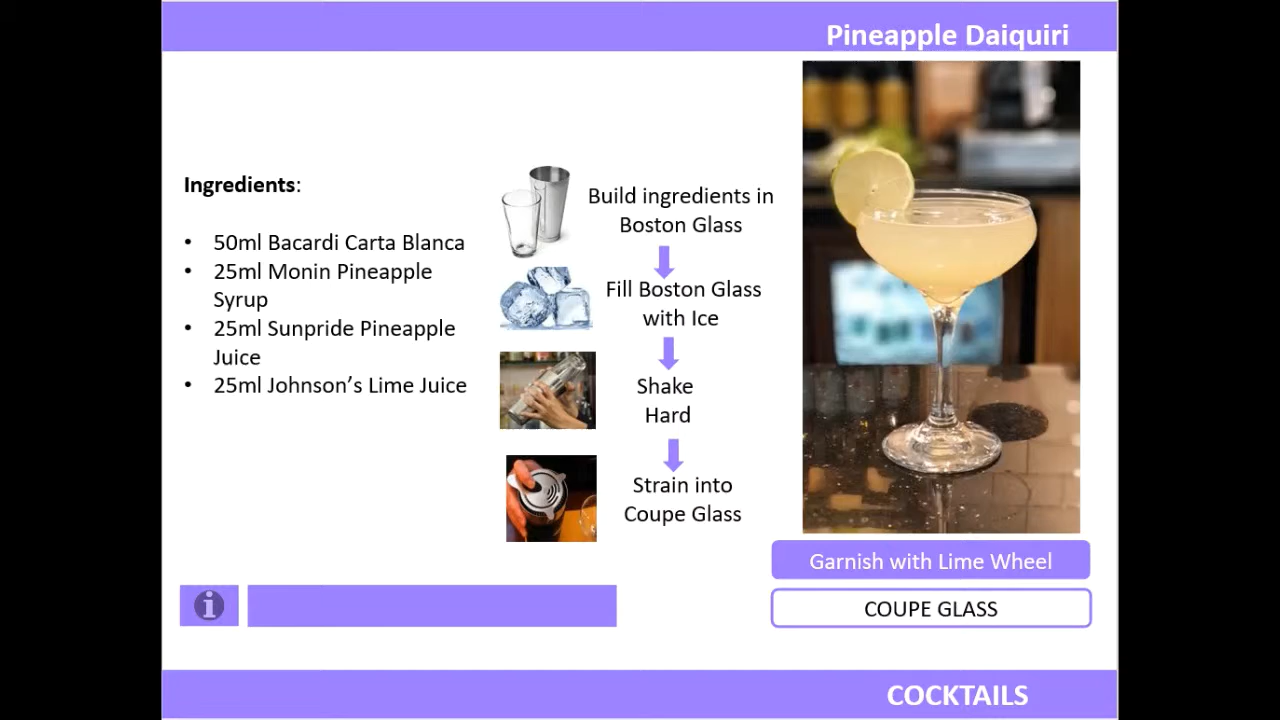 Pineapple Daiquiri
Ingredients:
• 50ml Bacardi Carta Blanca
• 25ml Monin Pineapple
Syrup
• 25ml Sunpride Pineapple
Juice
• 25ml Johnson’s Lime Juice
Build ingredients in
Boston Glass
Fill Boston Glass
with Ice
Shake
Hard
Strain into
Coupe Glass
Garnish with Lime Wheel
COUPE GLASS
i
COCKTAILS